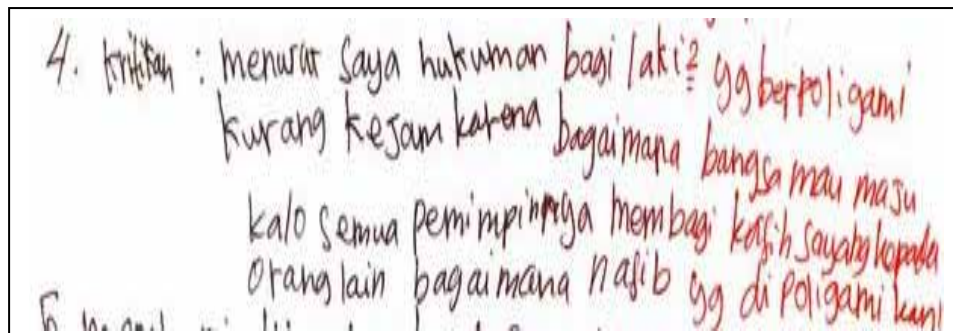 4. kritikan : menurut saya hukuman bagi laki2 yg berpoligami
kurang kejam karena bagaimana bangsa mau maju
kalo semua pemimpinnya membagi kasih sayang kepada
orang lain bagaimana nasib yg di poligami
5